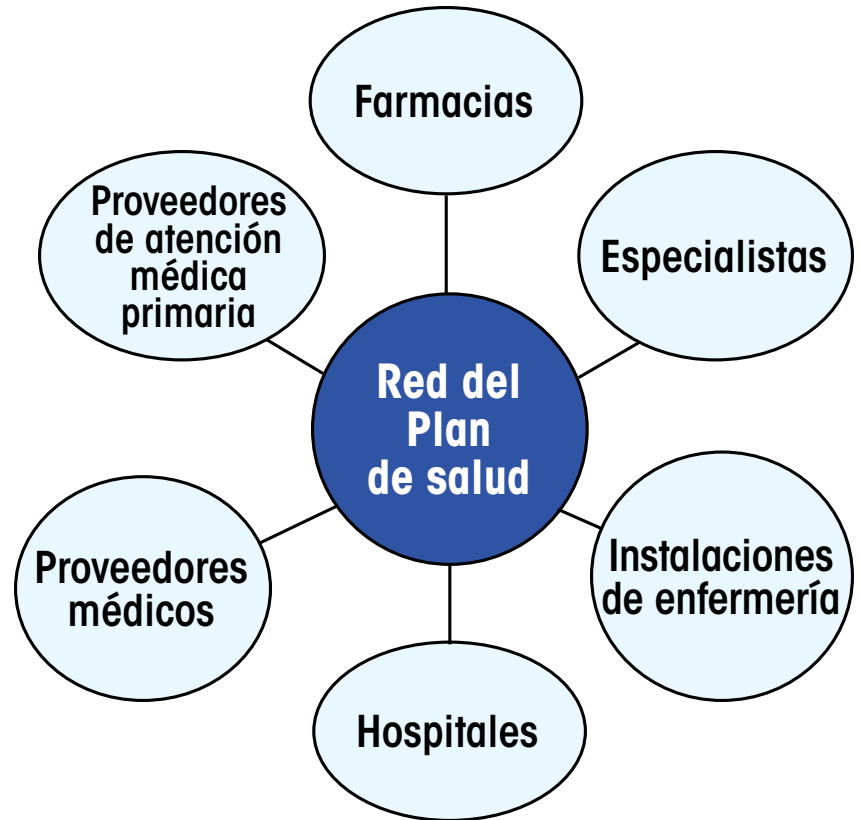 Farmacias
Proveedores
de atención
médica
primaria
Especialistas
Red del
Plan
de salud
Proveedores
médicos
Instalaciones
de enfermería
Hospitales